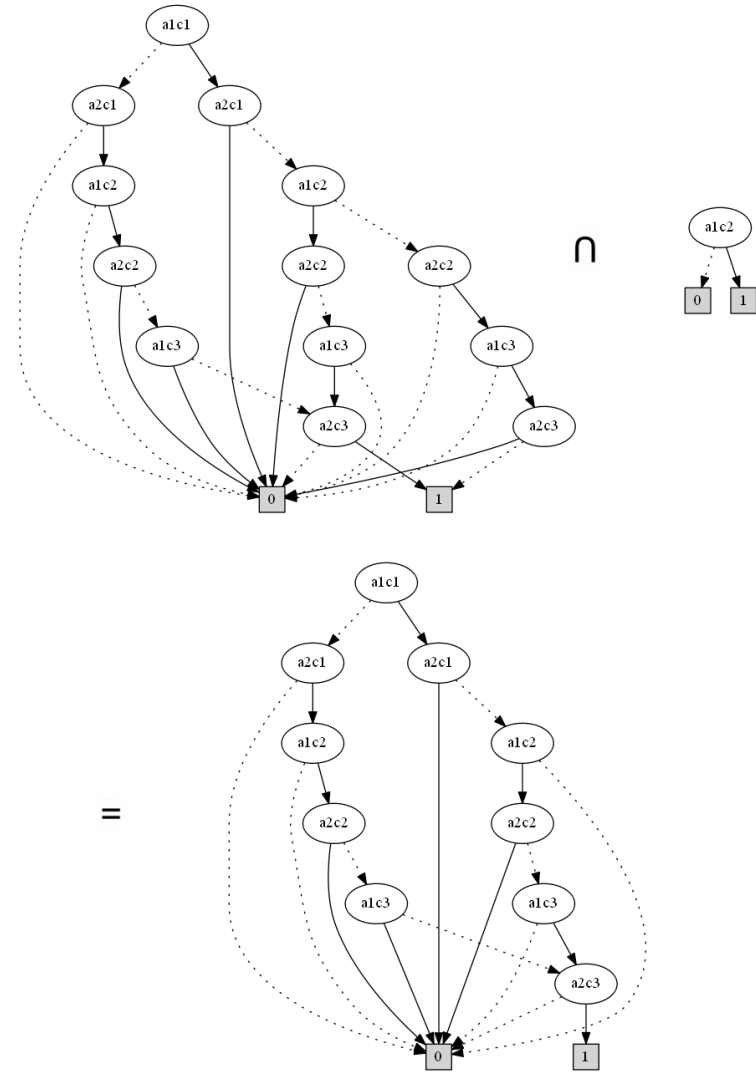 a1c1
a2c1 a2c1
a1c2 a1c2
a2c2 a2c2 a2c2
a1c3 a1c3 a1c3
a2c3 a2c3
0 1
∩
a1c2
0 1
a1c1
a2c1 a2c1
a1c2 a1c2
=
a2c2 a2c2
a1c3 a1c3
a2c3
0 1